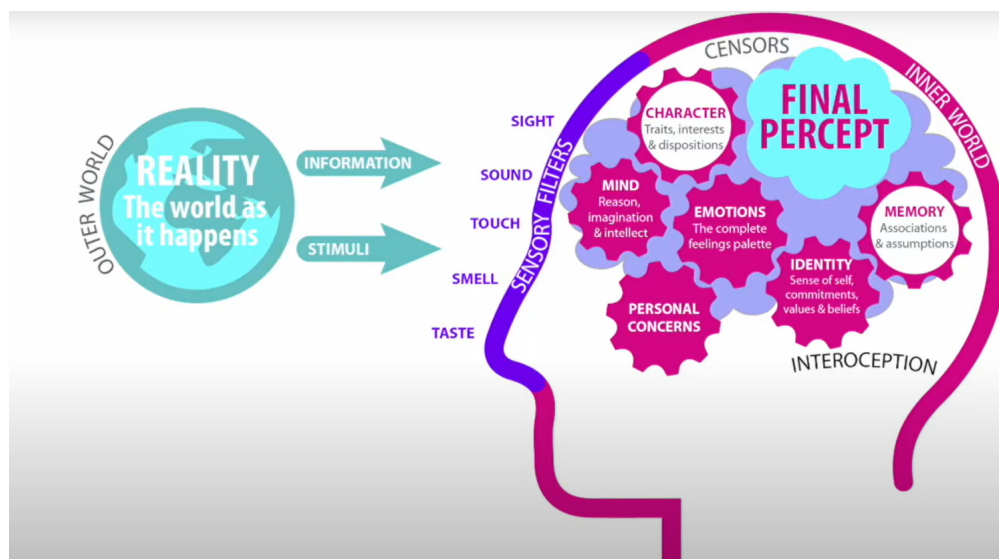 OUTER WORLD
REALITY
The world as
it happens
INFORMATION
STIMULI
SIGHT
SOUND
TOUCH
SMELL
TASTE
SENSORY FILTERS
CENSORS
INNER WORLD
FINAL
PERCEPT
CHARACTER
Traits, interests
& dispositions
MIND
Reason,
imagination
& intellect
EMOTIONS
The complete
feelings palette
MEMORY
Associations
& assumptions
IDENTITY
Sense of self,
commitments,
values & beliefs
PERSONAL
CONCERNS
INTEROCEPTION